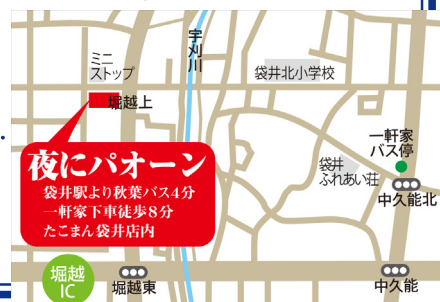 ミニ
ストップ
宇刈川
袋井北小学校
堀越上
一軒家
バス停
夜にパオーン
袋井駅より秋葉バス4分
一軒家下車徒歩8分
たこまん袋井店内
袋井
ふれあい荘
中久能北
堀越
IC
堀越東
中久能